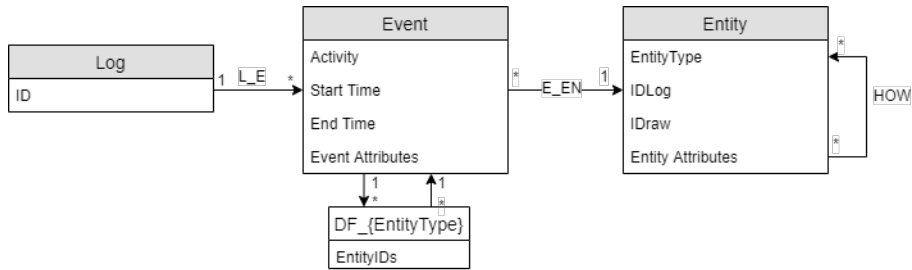 Log
ID
1
L_E
*
Event
Activity
Start Time
End Time
Event Attributes
*
E_EN
1
Entity
EntityType
IDLog
IDraw
Entity Attributes
*
HOW
*
1
*
1
*
DF_{EntityType}
EntityIDs